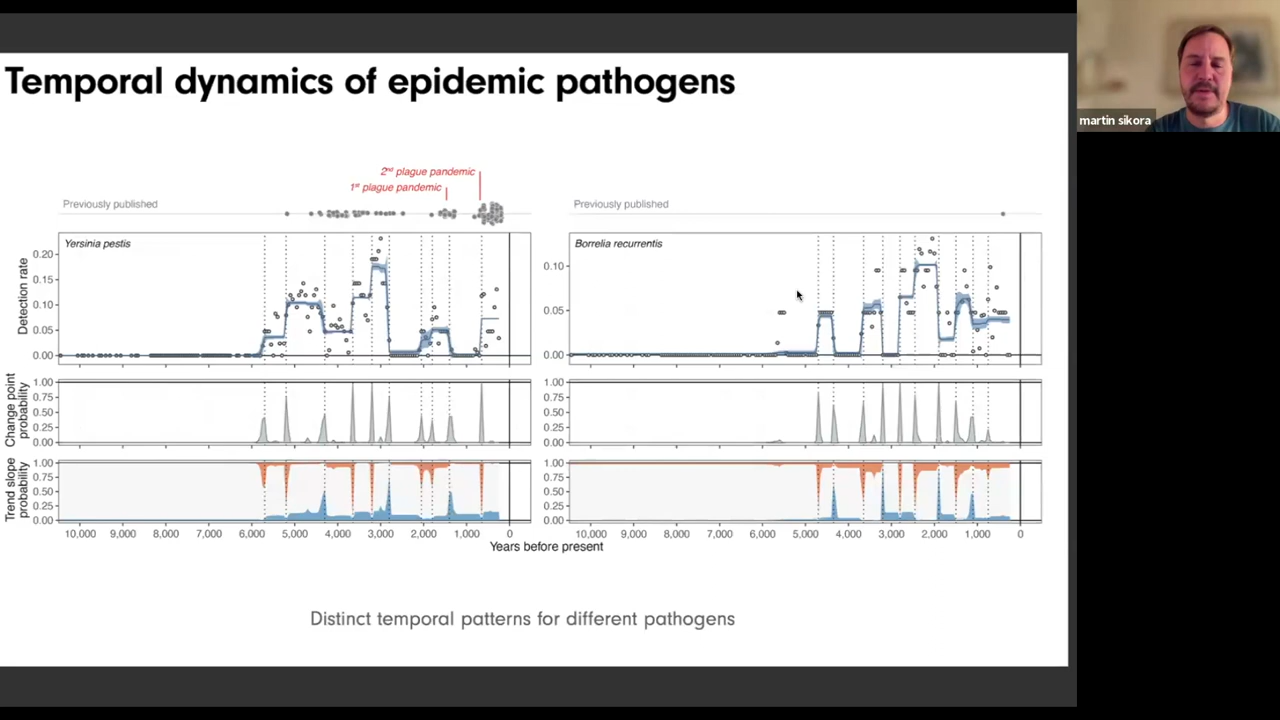 Temporal dynamics of epidemic pathogens
martin sikora
2nd plague pandemic
1st plague pandemic
Previously published
Previously published
Yersinia pestis
Borrelia recurrentis
Detection rate
0.20
0.15
0.10
0.05
0.00
0.10
0.05
0.00
Change point
probability
1.00
0.75
0.50
0.25
0.00
1.00
0.75
0.50
0.25
0.00
Trend slope
probability
1.00
0.75
0.50
0.25
0.00
1.00
0.75
0.50
0.25
0.00
10,000 9,000 8,000 7,000 6,000 5,000 4,000 3,000 2,000 1,000 0
10,000 9,000 8,000 7,000 6,000 5,000 4,000 3,000 2,000 1,000 0
Years before present
Distinct temporal patterns for different pathogens